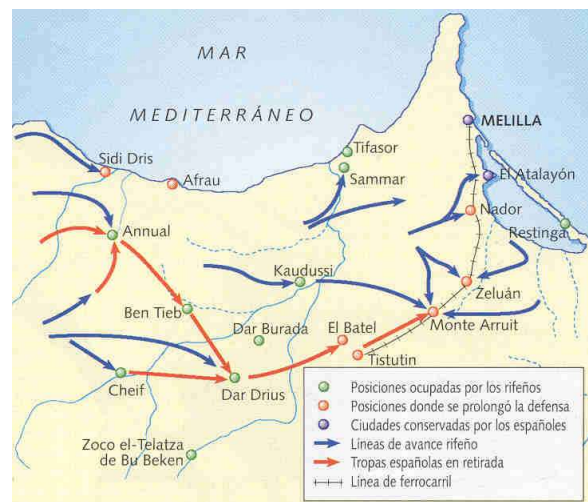 MAR
MEDITERRÁNEO
MELILLA
Tifasor
Sidi Dris
Afrau
Sammar
El Atalayón
Nador
Restinga
Annual
Kaudussi
Zeluán
Ben Tieb
Monte Arruit
Dar Burada
El Batel
Tistutin
Cheif
Dar Drius
Zoco el-Telatza
de Bu Beken
Posiciones ocupadas por los rifeños
Posiciones donde se prolongó la defensa
Ciudades conservadas por los españoles
Líneas de avance rifeño
Tropas españolas en retirada
Línea de ferrocarril